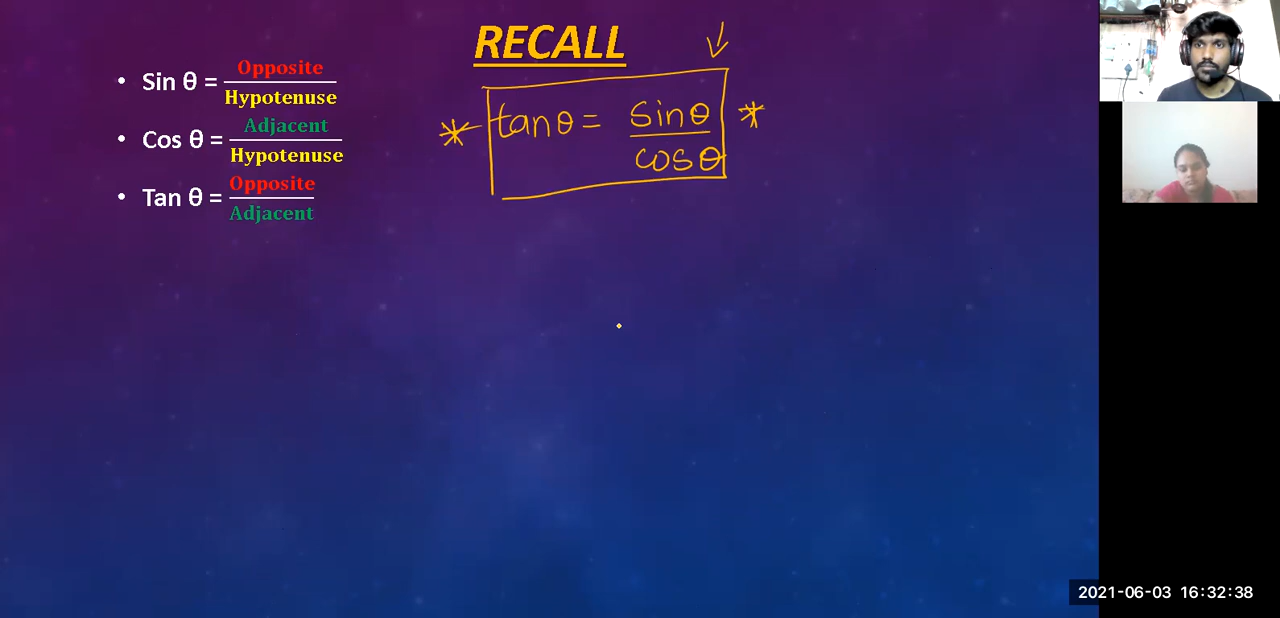 RECALL
• Sin θ = Opposite / Hypotenuse
• Cos θ = Adjacent / Hypotenuse
• Tan θ = Opposite / Adjacent
* tanθ = sinθ / cosθ *
2021-06-03 16:32:38